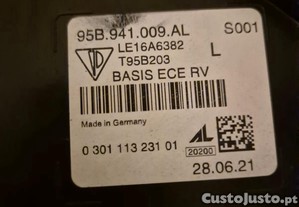 95B.941.009.AL S001
LE16A6382 L
T95B203
BASIS ECE RV
Made in Germany
0 301 113 231 01
AL
20200
28.06.21
CustoJusto.pt